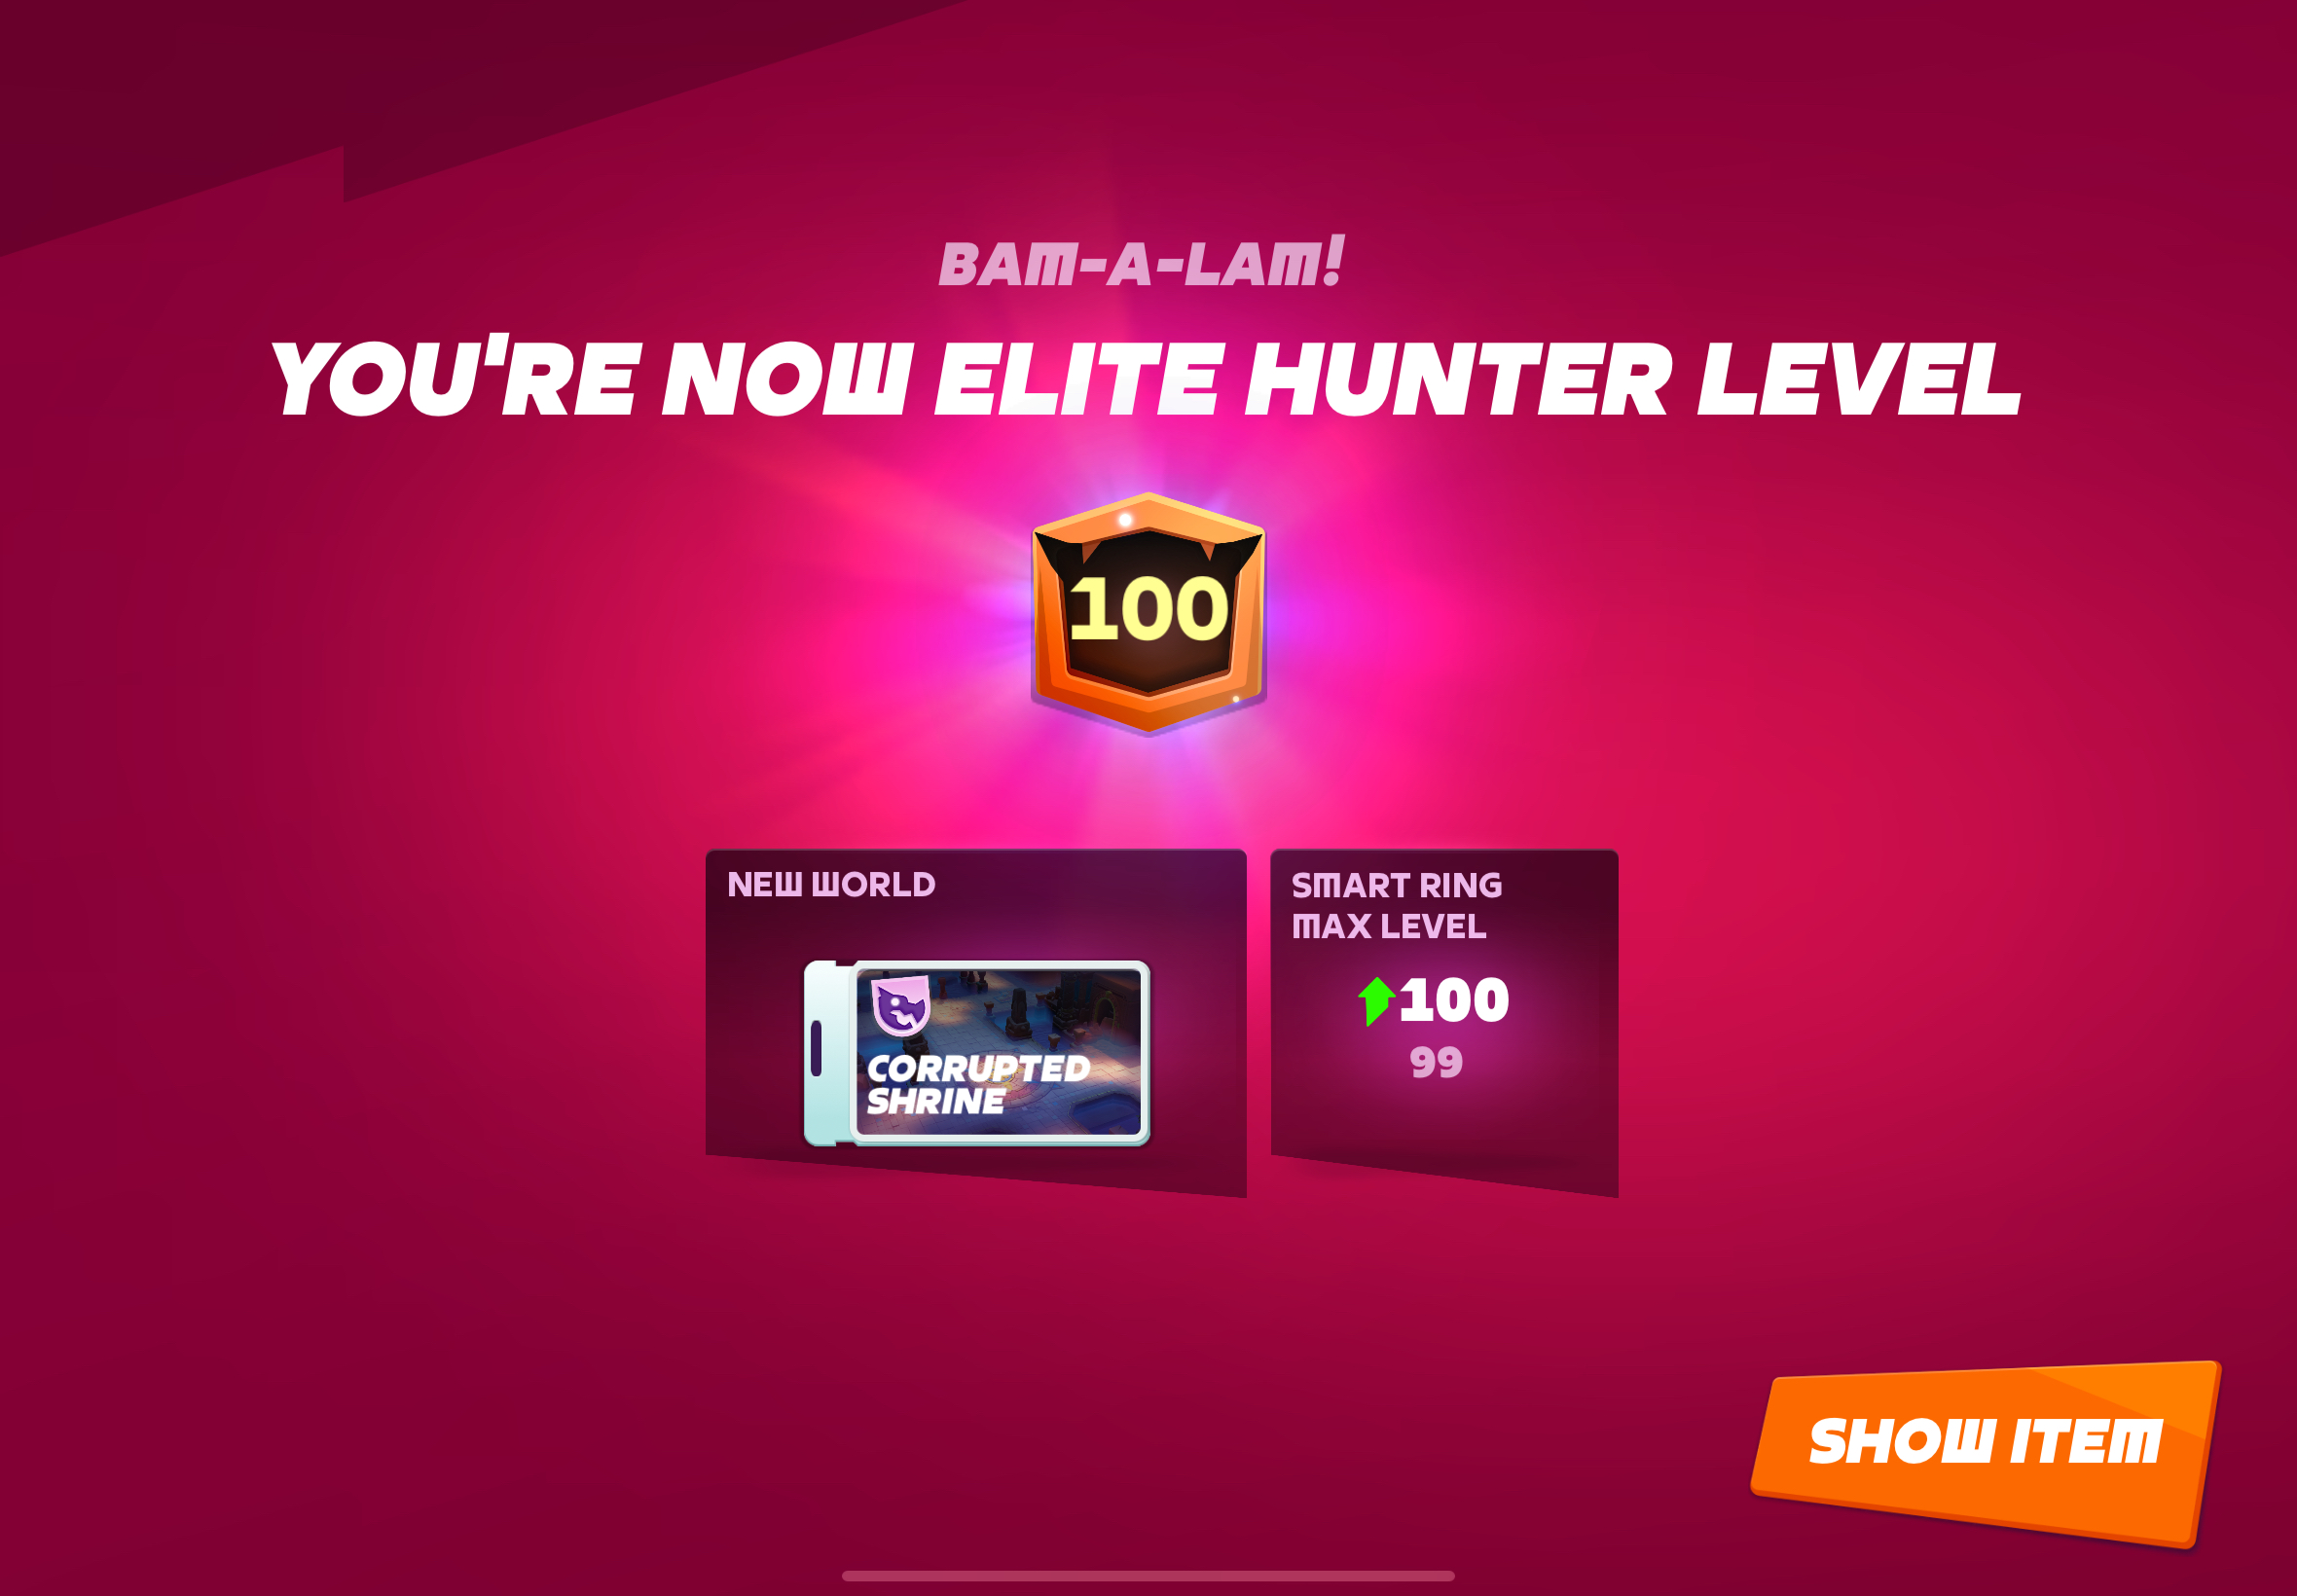 BAM-A-LAM!
YOU'RE NOW ELITE HUNTER LEVEL
100
NEW WORLD
CORRUPTED
SHRINE
SMART RING
MAX LEVEL
100
99
SHOW ITEM